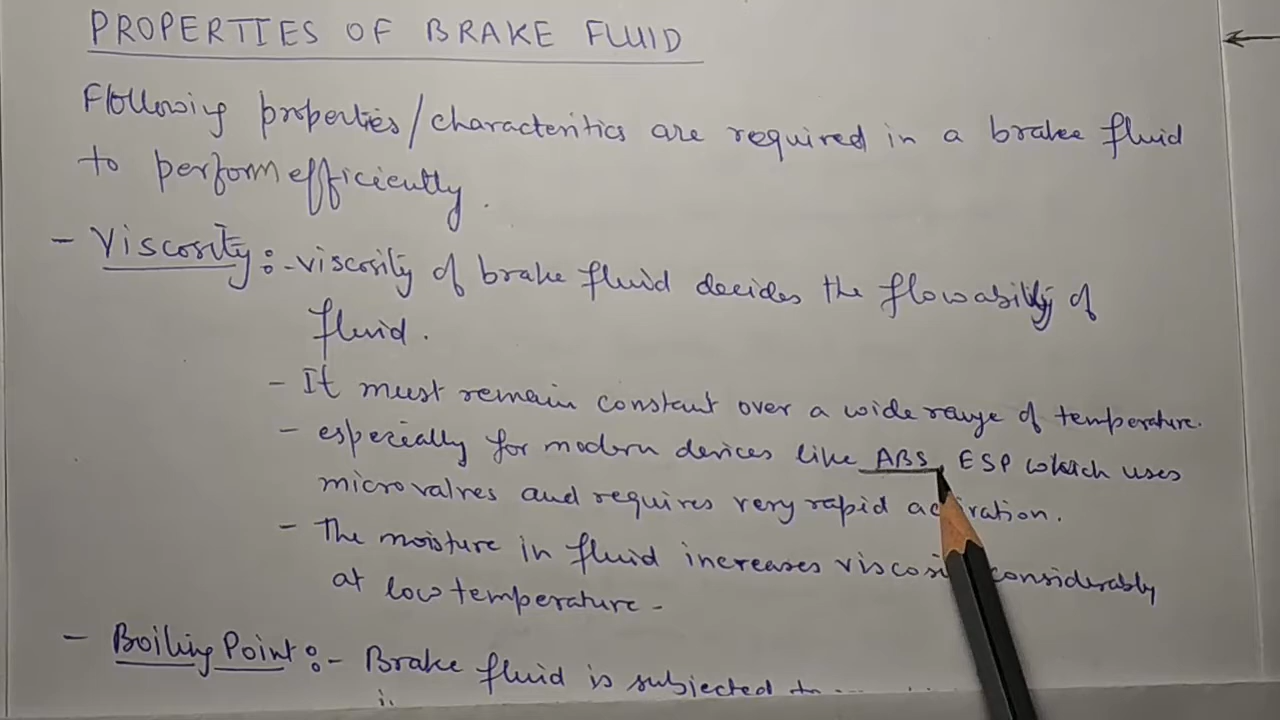 PROPERTIES OF BRAKE FLUID
Following properties/characteritics are required in a brake fluid
to perform efficiently.
- Viscosity:- viscosity of brake fluid decides the flowability of
fluid.
- It must remain constant over a wide range of temperature.
- especially for modern devices like ABS, ESP which uses
microvalves and requires very rapid
- The moisture in fluid increases considerably
at low temperature -
- Boiling Point:- Brake fluid is subjected to